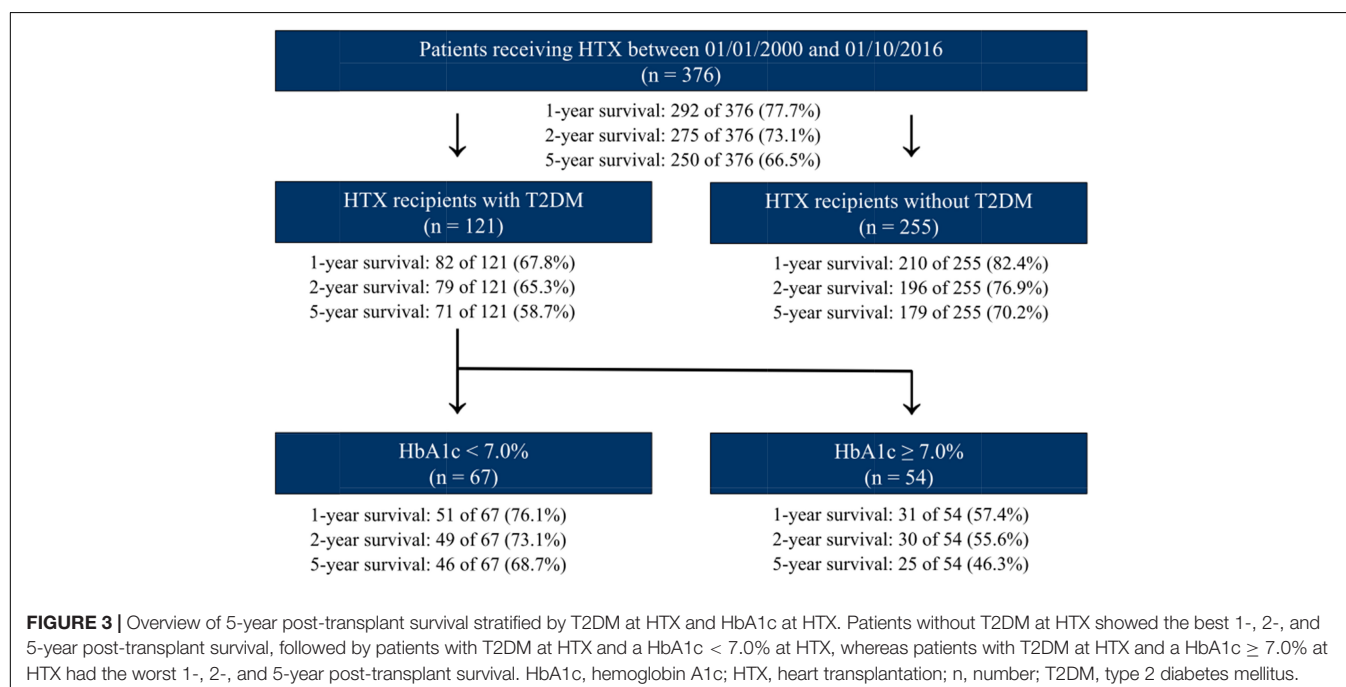 Patients receiving HTX between 01/01/2000 and 01/10/2016
(n = 376)
1-year survival: 292 of 376 (77.7%)
2-year survival: 275 of 376 (73.1%)
5-year survival: 250 of 376 (66.5%)
HTX recipients with T2DM
(n = 121)
1-year survival: 82 of 121 (67.8%)
2-year survival: 79 of 121 (65.3%)
5-year survival: 71 of 121 (58.7%)
HTX recipients without T2DM
(n = 255)
1-year survival: 210 of 255 (82.4%)
2-year survival: 196 of 255 (76.9%)
5-year survival: 179 of 255 (70.2%)
HbA1c < 7.0%
(n = 67)
1-year survival: 51 of 67 (76.1%)
2-year survival: 49 of 67 (73.1%)
5-year survival: 46 of 67 (68.7%)
HbA1c ≥ 7.0%
(n = 54)
1-year survival: 31 of 54 (57.4%)
2-year survival: 30 of 54 (55.6%)
5-year survival: 25 of 54 (46.3%)
FIGURE 3 | Overview of 5-year post-transplant survival stratified by T2DM at HTX and HbA1c at HTX. Patients without T2DM at HTX showed the best 1-, 2-, and
5-year post-transplant survival, followed by patients with T2DM at HTX and a HbA1c < 7.0% at HTX, whereas patients with T2DM at HTX and a HbA1c ≥ 7.0% at
HTX had the worst 1-, 2-, and 5-year post-transplant survival. HbA1c, hemoglobin A1c; HTX, heart transplantation; n, number; T2DM, type 2 diabetes mellitus.